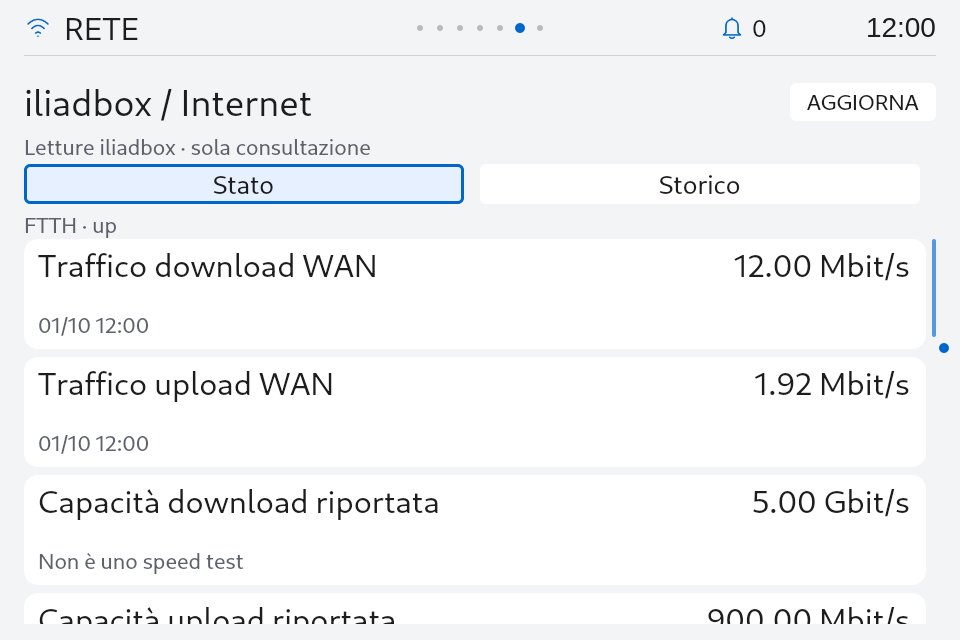 RETE
0
12:00
iliadbox / Internet
AGGIORNA
Letture iliadbox · sola consultazione
Stato
Storico
FTTH · up
Traffico download WAN
12.00 Mbit/s
01/10 12:00
Traffico upload WAN
1.92 Mbit/s
01/10 12:00
Capacità download riportata
5.00 Gbit/s
Non è uno speed test
Capacità upload riportata
900.00 Mbit/s